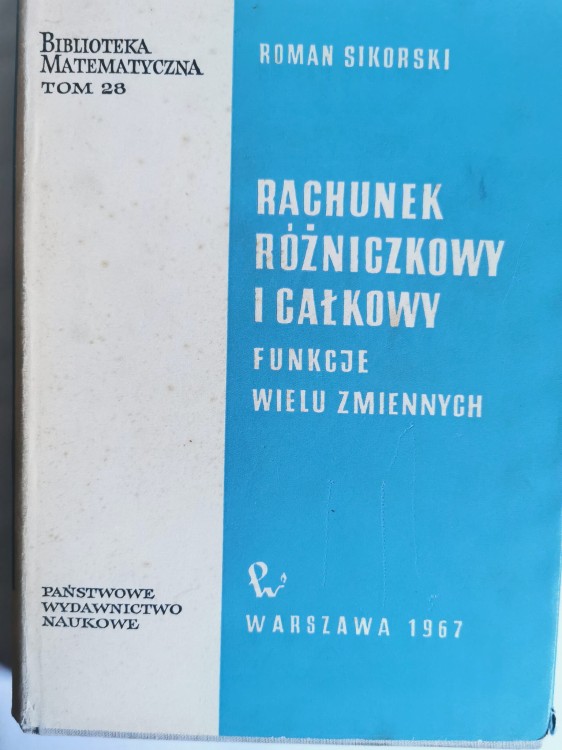 BIBLIOTEKA
MATEMATYCZNA
TOM 28
ROMAN SIKORSKI
RACHUNEK
RÓŻNICZKOWY
I CAŁKOWY
FUNKCJE
WIELU ZMIENNYCH
PAŃSTWOWE
WYDAWNICTWO
NAUKOWE
WARSZAWA 1967